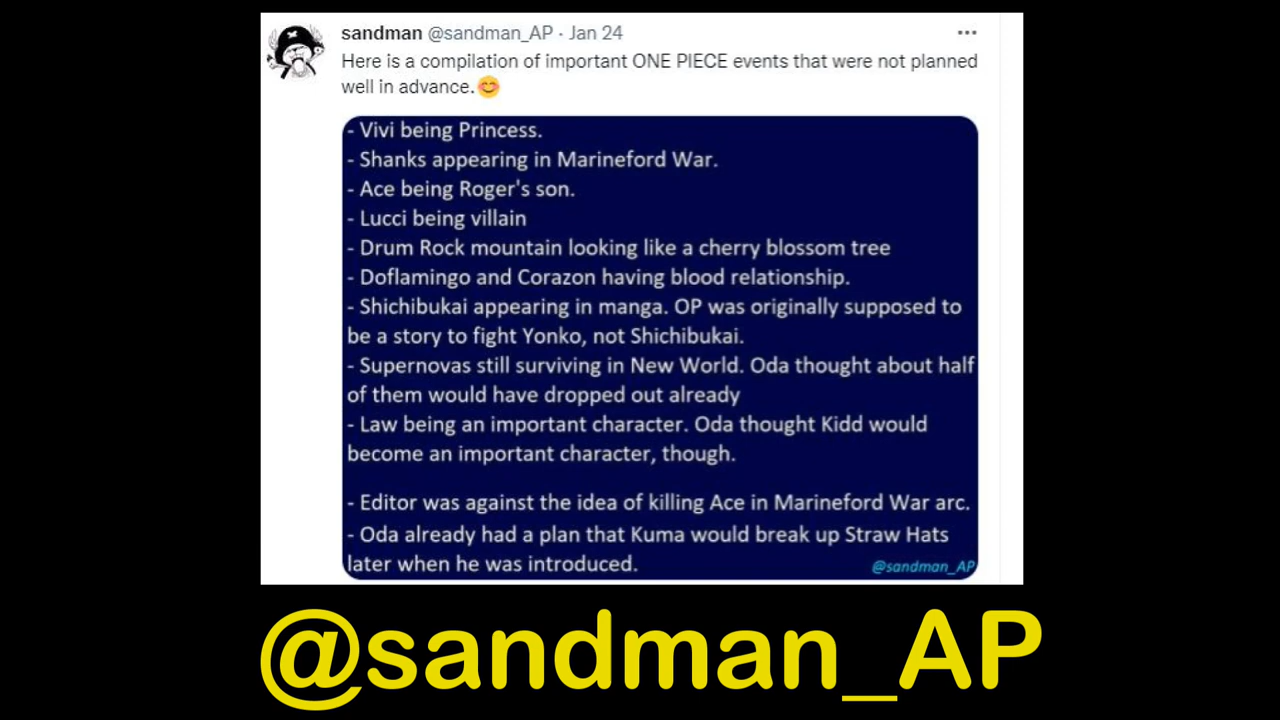 sandman @sandman_AP · Jan 24
Here is a compilation of important ONE PIECE events that were not planned
well in advance.😊
- Vivi being Princess.
- Shanks appearing in Marineford War.
- Ace being Roger's son.
- Lucci being villain
- Drum Rock mountain looking like a cherry blossom tree
- Doflamingo and Corazon having blood relationship.
- Shichibukai appearing in manga. OP was originally supposed to
be a story to fight Yonko, not Shichibukai.
- Supernovas still surviving in New World. Oda thought about half
of them would have dropped out already
- Law being an important character. Oda thought Kidd would
become an important character, though.
- Editor was against the idea of killing Ace in Marineford War arc.
- Oda already had a plan that Kuma would break up Straw Hats
later when he was introduced.
@sandman_AP
@sandman_AP